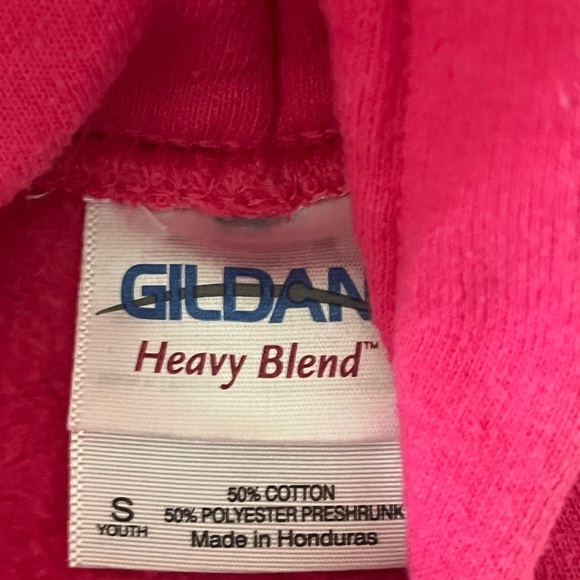 GILDAN
Heavy Blend™
S
YOUTH
50% COTTON
50% POLYESTER PRESHRUNK
Made in Honduras